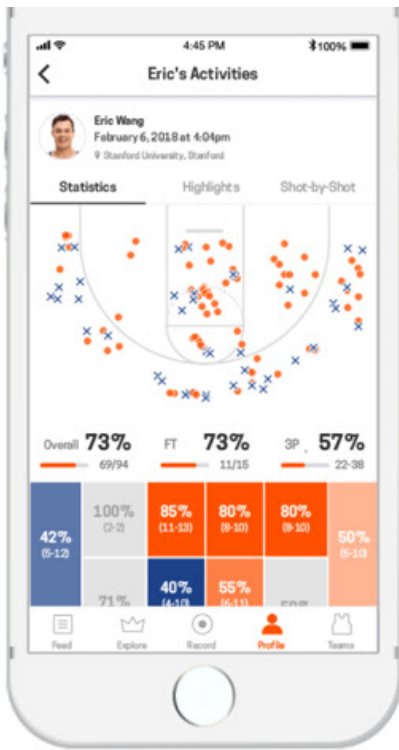 4:45 PM
100%
Eric's Activities
Eric Wang
February 6, 2018 at 4:04pm
Stanford University, Stanford
Statistics Highlights Shot-by-Shot
Overall 73% FT 73% 3P 57%
69/94 11/15 22-38
100% 85% 80% 80%
(2-2) (11-13) (8-10) (8-10)
42% 50%
(5-12) (5-10)
40% 55%
71% (4-10) (6-11) 50%
Feed Explore Record Profile Teams